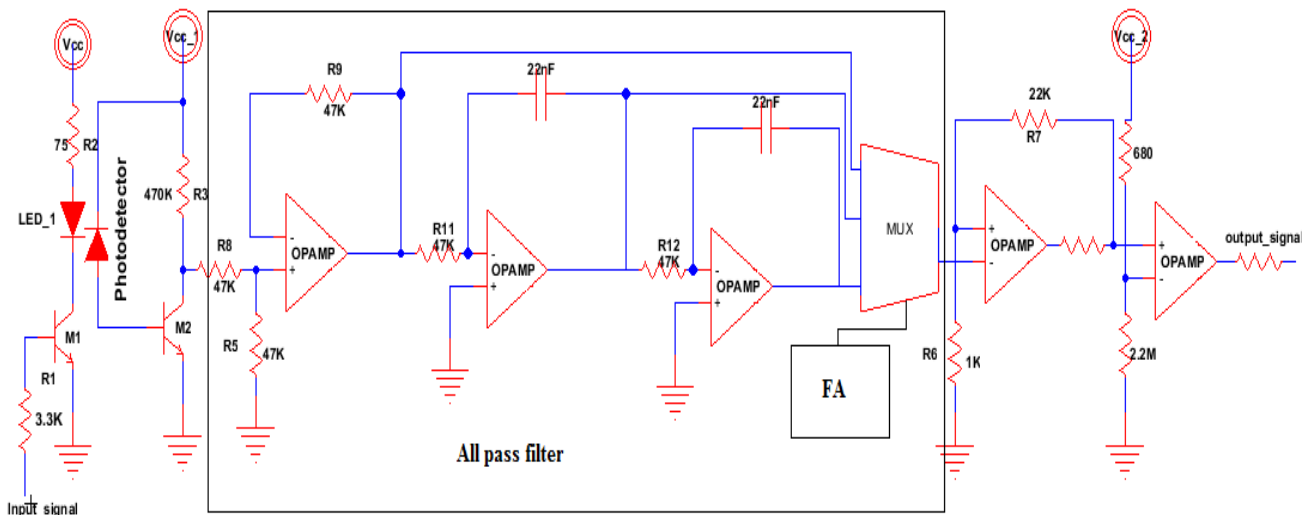 Vcc
Vcc_1
Vcc_2
R9
47K
22nF
22nF
22K
R7
75
R2
Photodetector
470K
R3
680
LED_1
R8
47K
OPAMP
R11
47K
OPAMP
R12
47K
OPAMP
MUX
OPAMP
OPAMP
output_signal
M1
M2
R5
47K
R1
3.3K
FA
R6
1K
2.2M
All pass filter
Input_signal